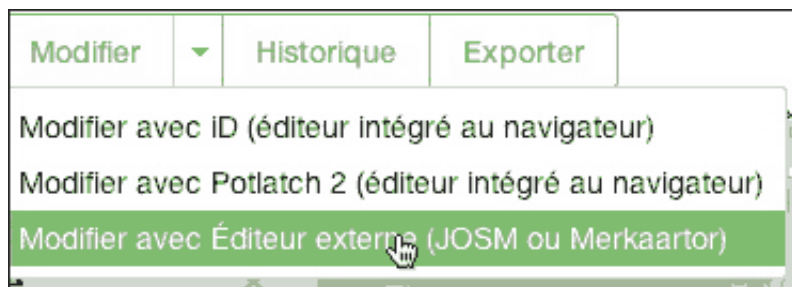 Modifier Historique Exporter
Modifier avec iD (éditeur intégré au navigateur)
Modifier avec Potlatch 2 (éditeur intégré au navigateur)
Modifier avec Éditeur externe (JOSM ou Merkaartor)